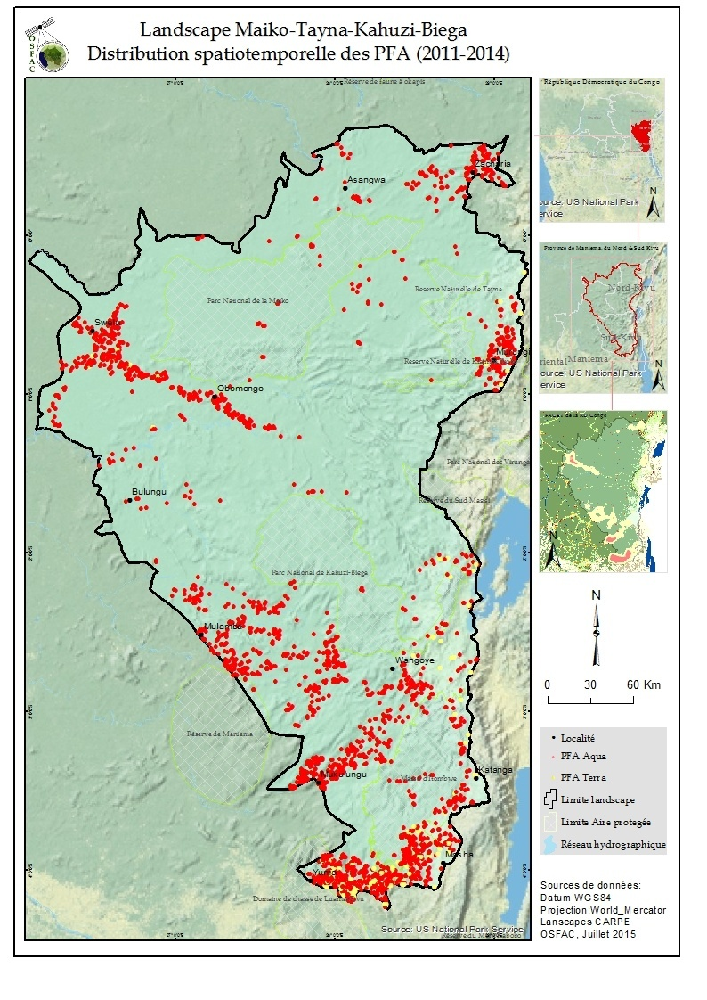 Landscape Maiko-Tayna-Kahuzi-Biega
Distribution spatiotemporelle des PFA (2011-2014)
OSFAC
Réserve de faune à okapis
République Démocratique du Congo
Zacharia
Asangwa
N
Source: US National Park
Service
Province de Maniema, du Nord & Sud Kivu
Reserve Naturelle de Tayna
Parc National de la Maiko
Nord-Kivu
Sud-Kivu
Maniema
Source: US National Park
Service
N
Reserve Naturelle de
Obomongo
FACET de la RD Congo
Parc National des Virunga
Bulungu
Réserve du Sud Masisi
N
Parc National de Kahuzi-Biega
N
Wangoye
0 30 60 Km
Réserve de Maniema
Katanga
Localité
PFA Aqua
PFA Terra
Limite landscape
Limite Aire protegée
Réseau hydrographique
Domaine de chasse de
Sources de données:
Datum WGS84
Projection:World_Mercator
Lanscapes CARPE
OSFAC, Juillet 2015
Source: US National Park Service